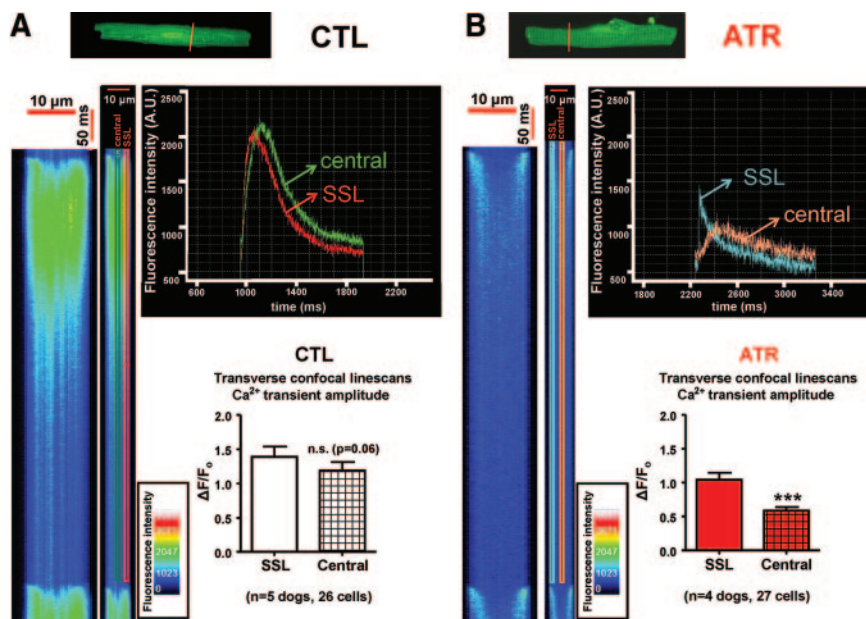 A
CTL
10 µm
50 ms
10 µm
central
SSL
Fluorescence intensity (A.U.)
2500
2000
1500
1000
500
central
SSL
600
1000
1400
1800
2200
time (ms)
CTL
Transverse confocal linescans
Ca²⁺ transient amplitude
ΔF/Fo
2.0
1.5
1.0
0.5
0.0
n.s. (p=0.06)
SSL
Central
(n=5 dogs, 26 cells)
Fluorescence intensity
2047
1023
0
B
ATR
10 µm
50 ms
10 µm
SSL
central
Fluorescence intensity (A.U.)
2500
2000
1500
1000
500
SSL
central
1800
2200
2600
3000
3400
time (ms)
ATR
Transverse confocal linescans
Ca²⁺ transient amplitude
ΔF/Fo
2.0
1.5
1.0
0.5
0.0
***
SSL
Central
(n=4 dogs, 27 cells)
Fluorescence intensity
2047
1023
0